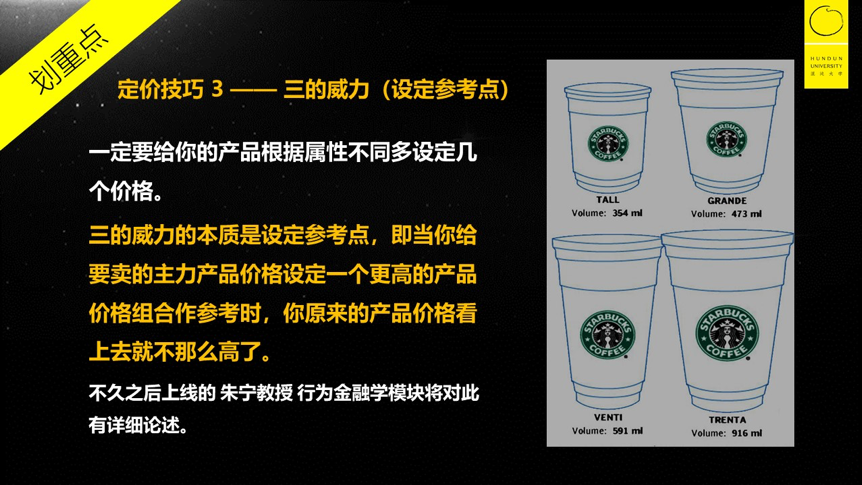 划重点
HUNDUN
UNIVERSITY
混沌大学
定价技巧 3 —— 三的威力（设定参考点）
一定要给你的产品根据属性不同多设定几
个价格。
三的威力的本质是设定参考点，即当你给
要卖的主力产品价格设定一个更高的产品
价格组合作参考时，你原来的产品价格看
上去就不那么高了。
不久之后上线的 朱宁教授 行为金融学模块将对此
有详细论述。
STARBUCKS
COFFEE
STARBUCKS
COFFEE
TALL
Volume: 354 ml
GRANDE
Volume: 473 ml
STARBUCKS
COFFEE
STARBUCKS
COFFEE
VENTI
Volume: 591 ml
TRENTA
Volume: 916 ml